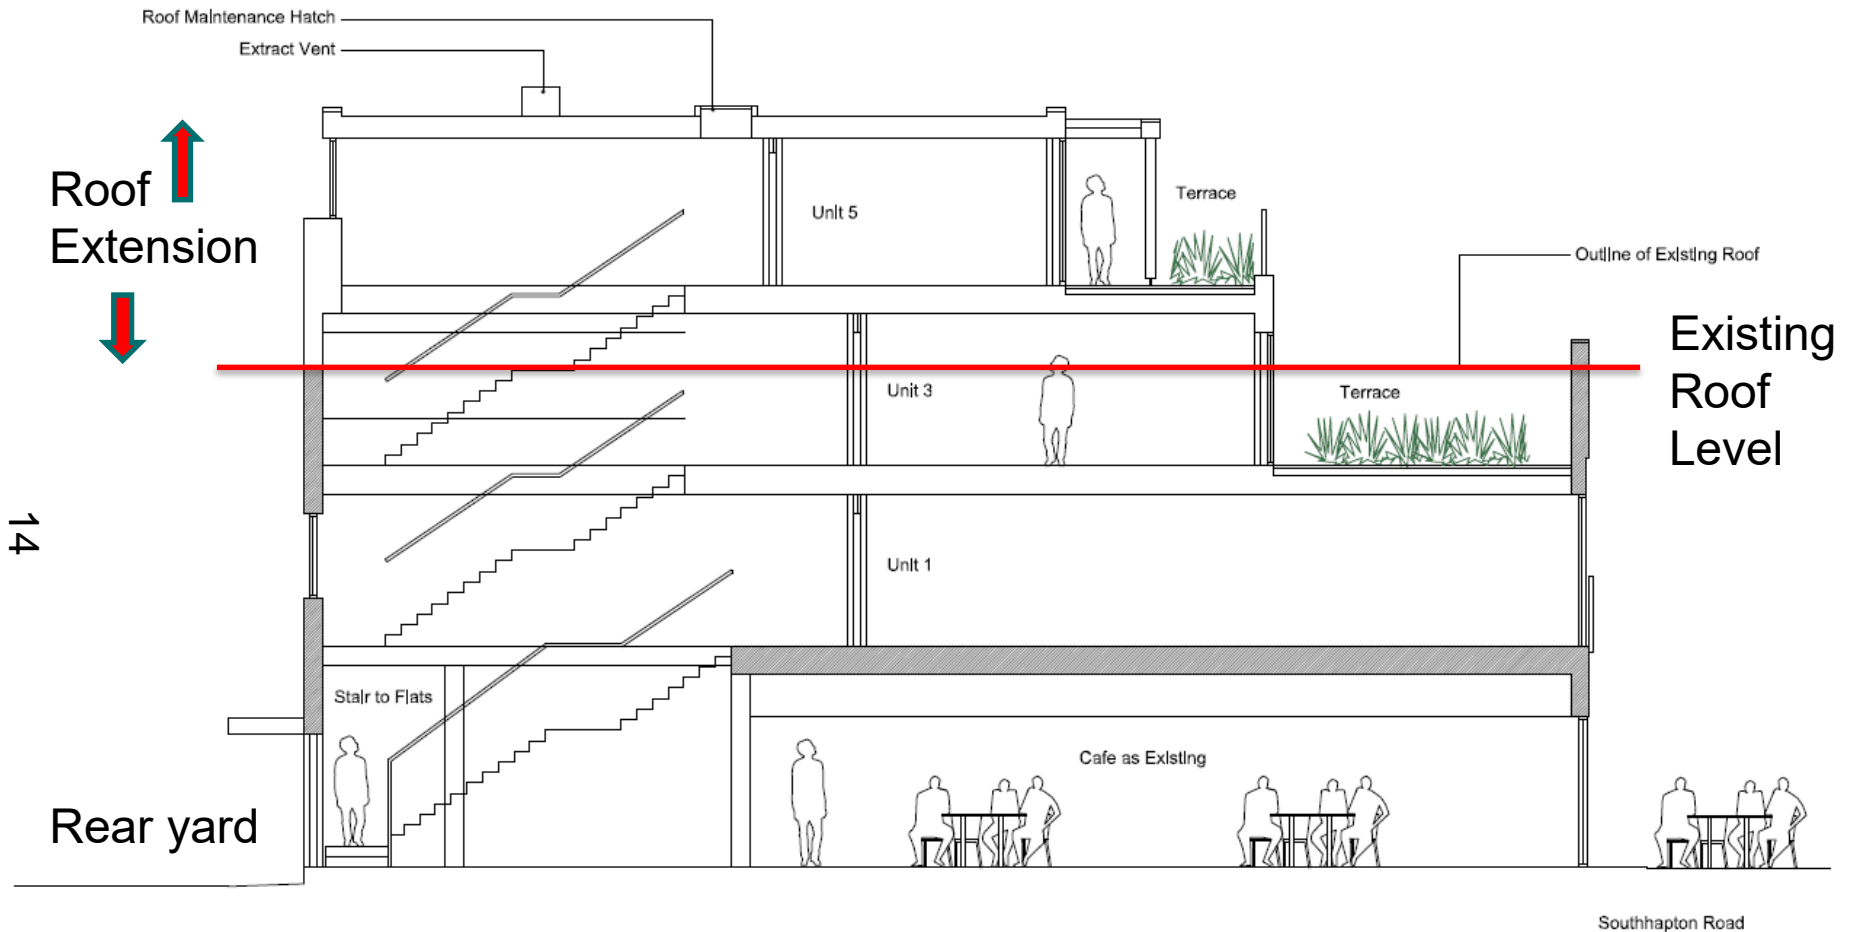 Roof Maintenance Hatch
Extract Vent
Roof
Extension
Unit 5
Terrace
Outline of Existing Roof
Existing
Roof
Level
Unit 3
Terrace
14
Unit 1
Stair to Flats
Cafe as Existing
Rear yard
Southhapton Road